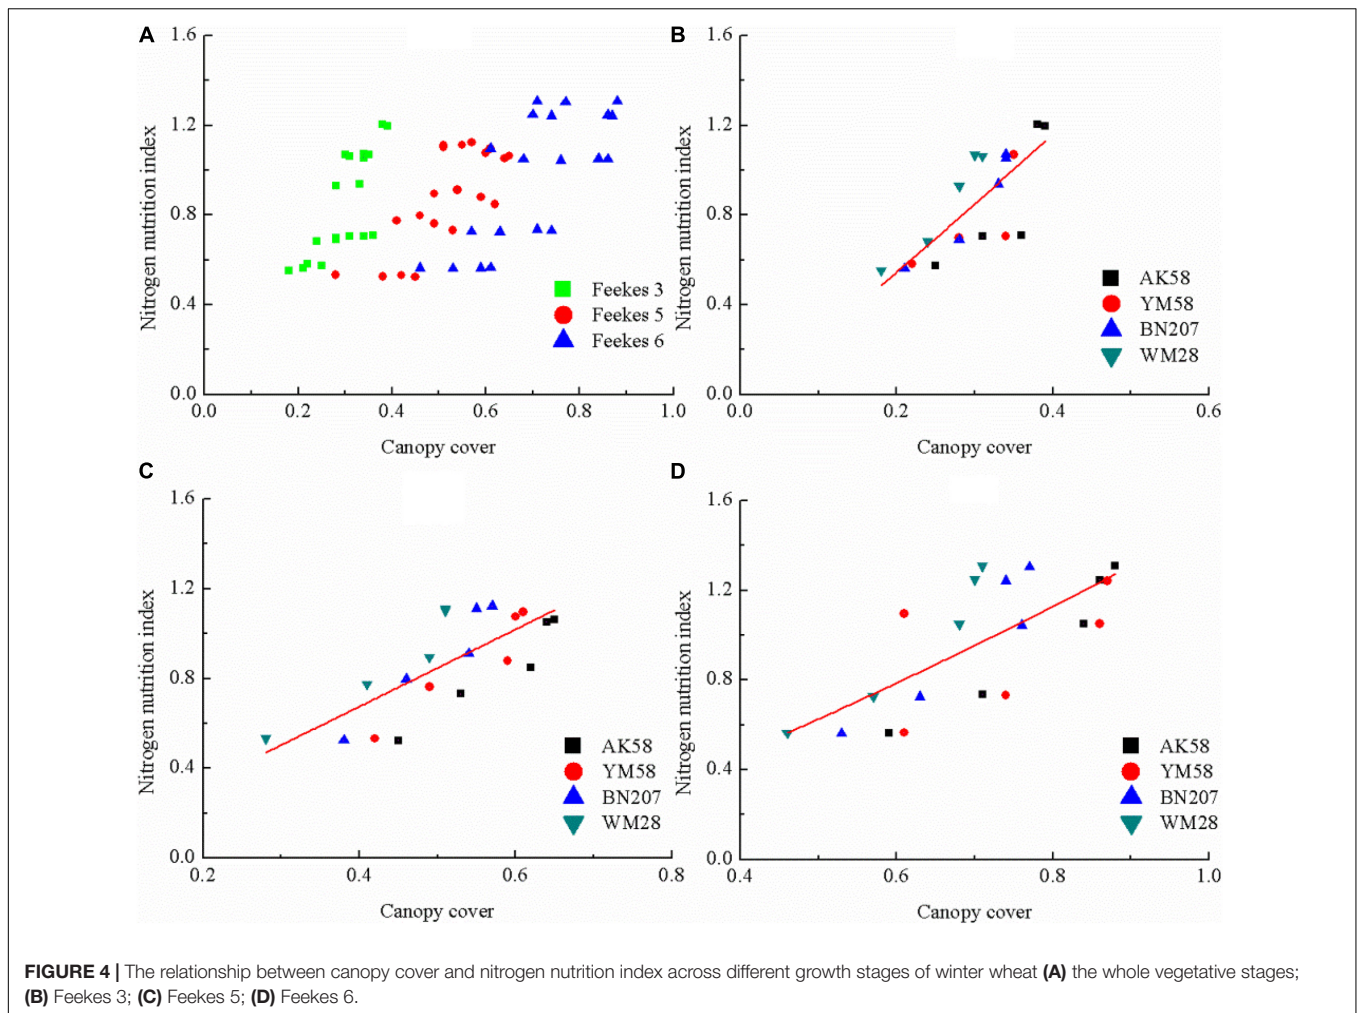 A
1.6
1.2
0.8
0.4
0.0
Nitrogen nutrition index
Feekes 3
Feekes 5
Feekes 6
0.0 0.2 0.4 0.6 0.8 1.0
Canopy cover
B
1.6
1.2
0.8
0.4
0.0
Nitrogen nutrition index
AK58
YM58
BN207
WM28
0.0 0.2 0.4 0.6
Canopy cover
C
1.6
1.2
0.8
0.4
0.0
Nitrogen nutrition index
AK58
YM58
BN207
WM28
0.2 0.4 0.6 0.8
Canopy cover
D
1.6
1.2
0.8
0.4
0.0
Nitrogen nutrition index
AK58
YM58
BN207
WM28
0.4 0.6 0.8 1.0
Canopy cover
FIGURE 4 | The relationship between canopy cover and nitrogen nutrition index across different growth stages of winter wheat (A) the whole vegetative stages;
(B) Feekes 3; (C) Feekes 5; (D) Feekes 6.